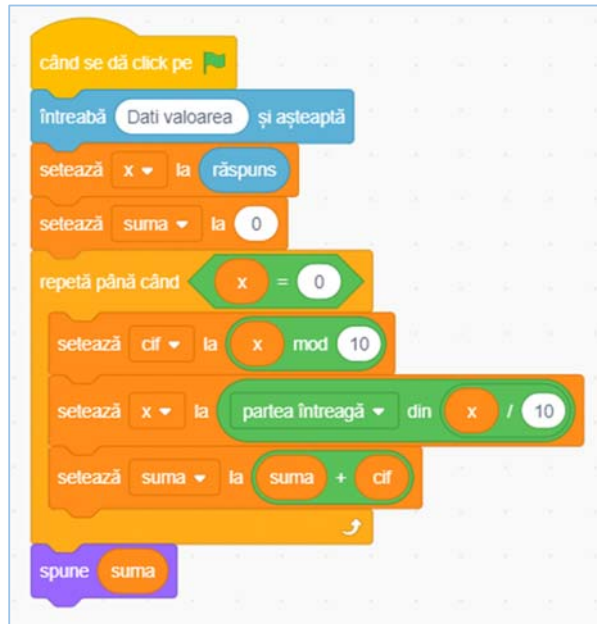 când se dă click pe
întreabă Dati valoarea și așteaptă
setează x la răspuns
setează suma la 0
repetă până când x = 0
setează cif la x mod 10
setează x la partea întreagă din x / 10
setează suma la suma + cif
spune suma